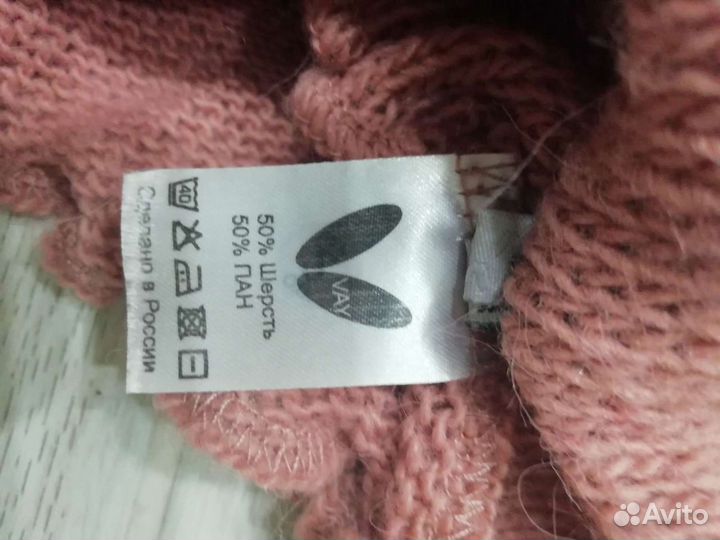 VAY
50% Шерсть
50% ПАН
40
Сделано в России
Avito